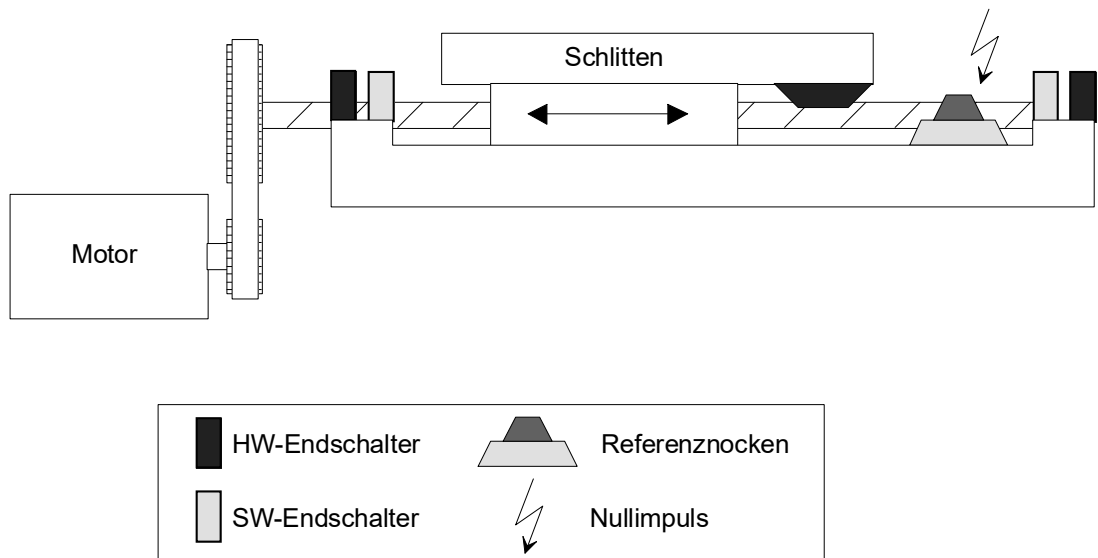 Schlitten
Motor
HW-Endschalter
Referenznocken
SW-Endschalter
Nullimpuls